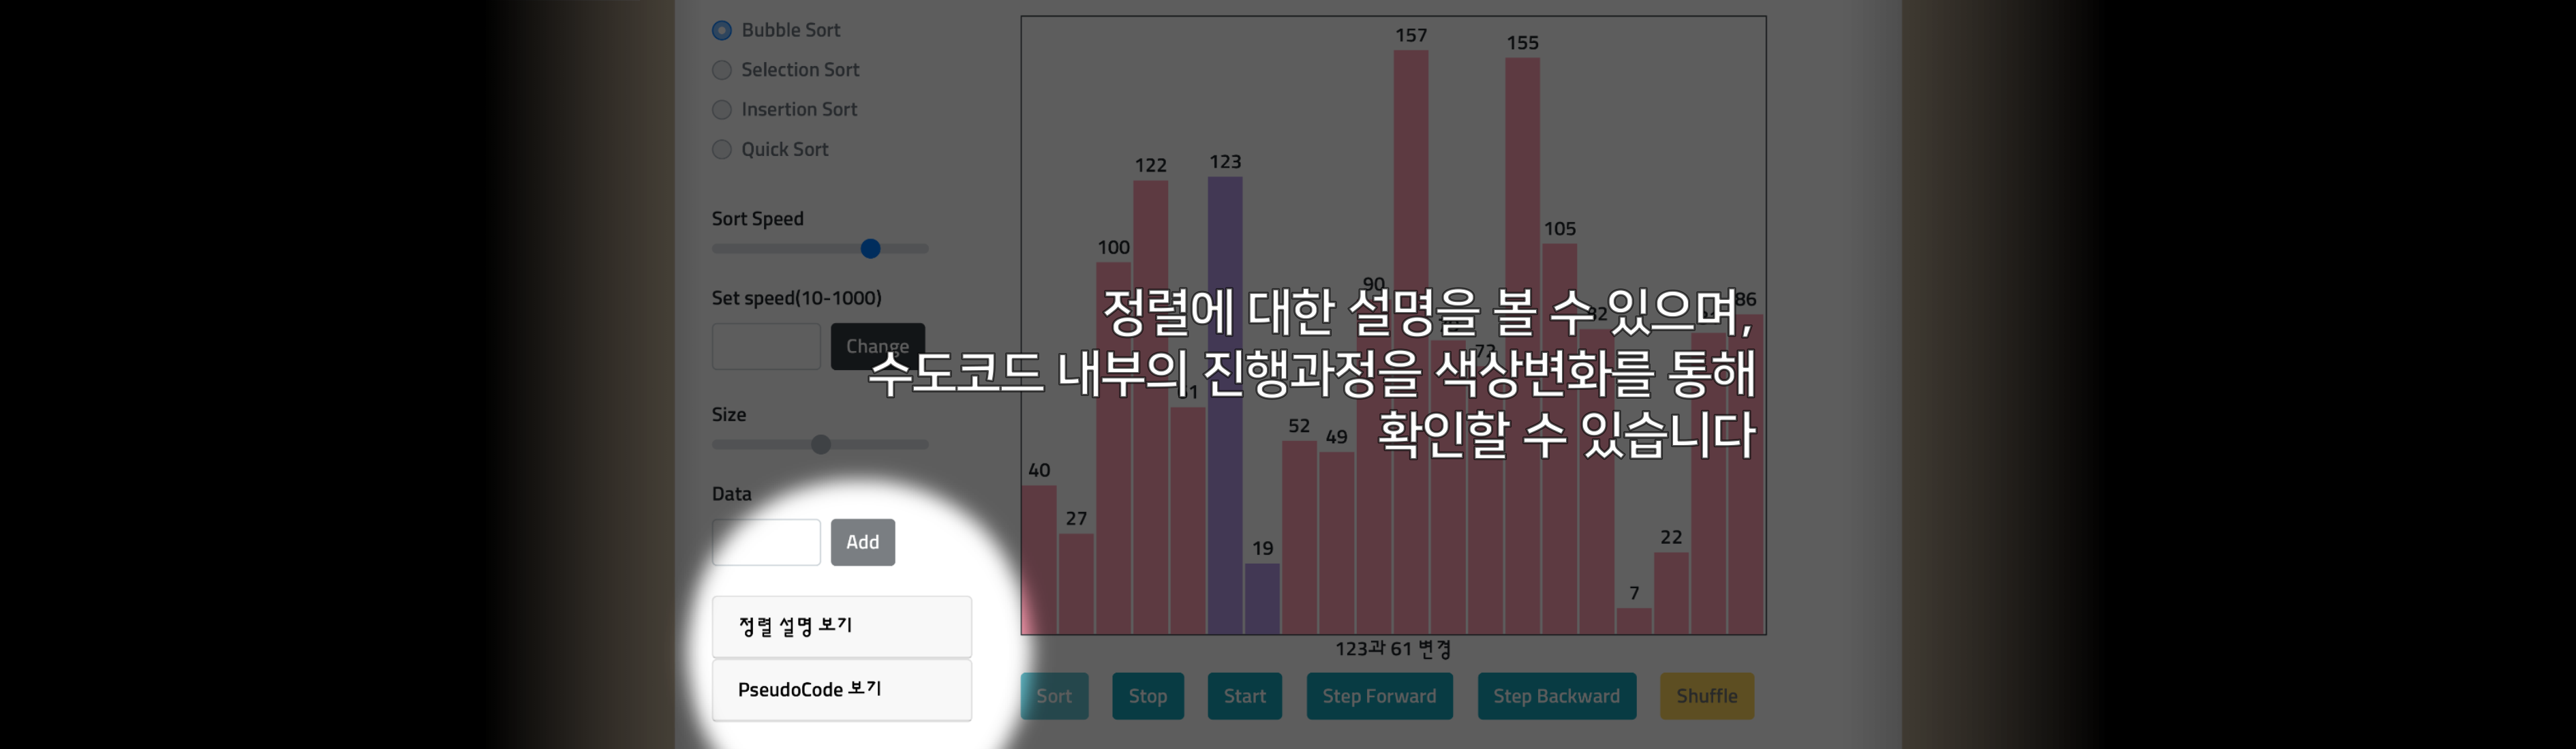 Bubble Sort
Selection Sort
Insertion Sort
Quick Sort
Sort Speed
Set speed(10-1000)
Change
Size
Data
Add
정렬 설명 보기
PseudoCode 보기
157
155
122
123
100
105
90
86
52
49
40
27
19
22
7
72
정렬에 대한 설명을 볼 수 있으며,
수도코드 내부의 진행과정을 색상변화를 통해
확인할 수 있습니다
123과 61 변경
Sort
Stop
Start
Step Forward
Step Backward
Shuffle